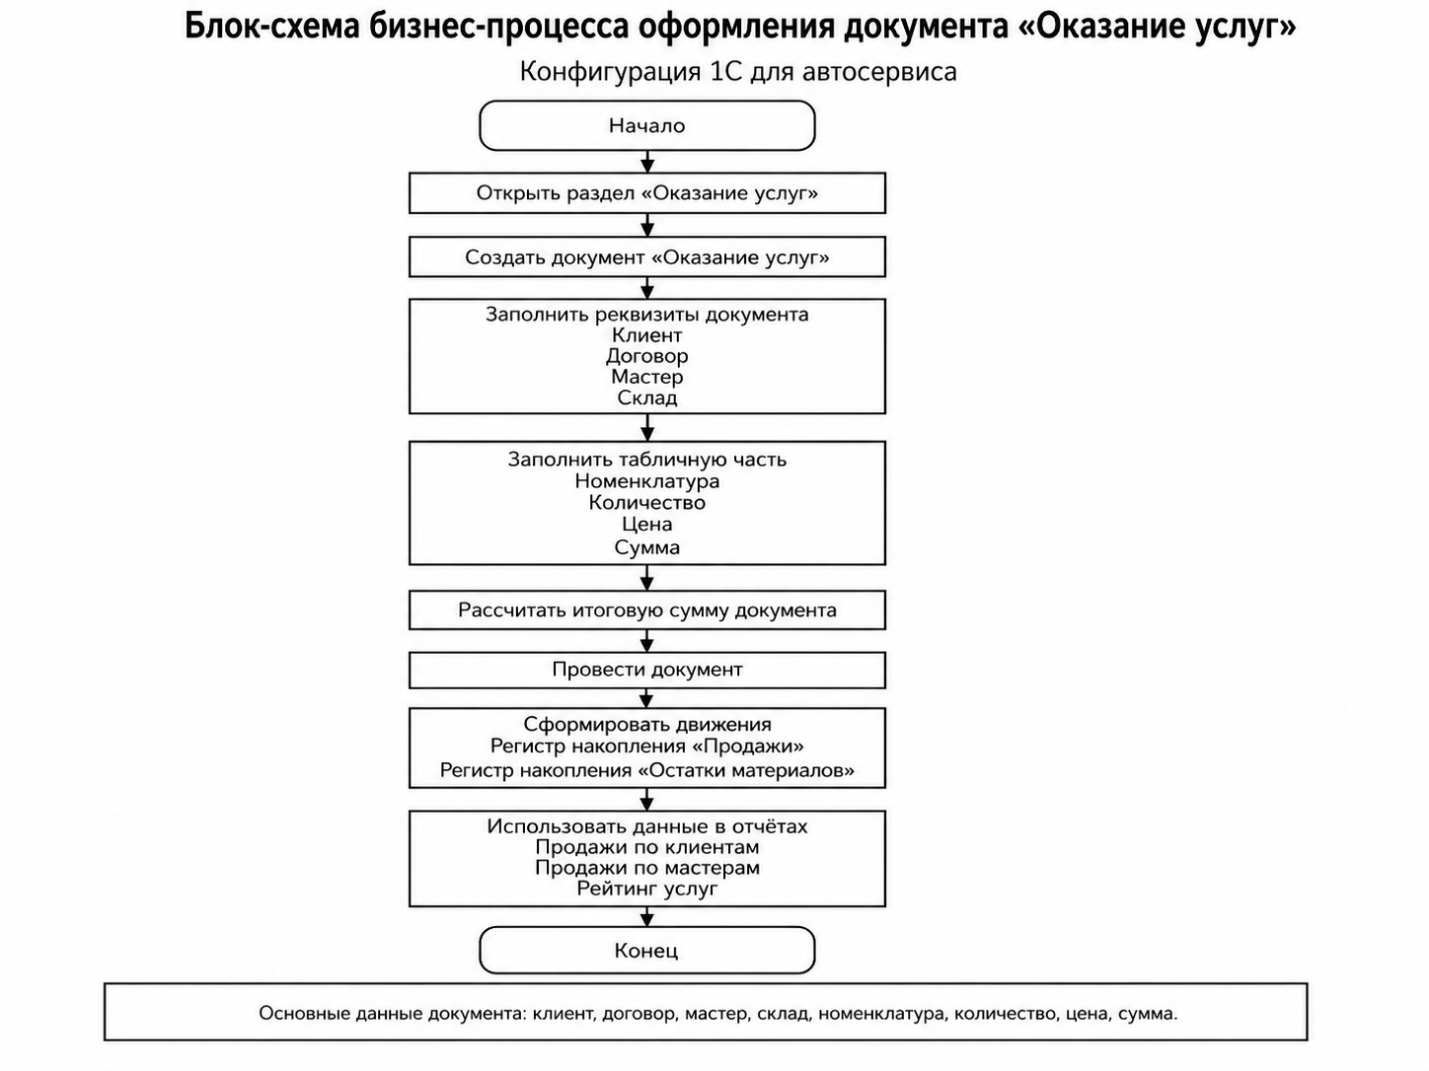 Блок-схема бизнес-процесса оформления документа «Оказание услуг»
Конфигурация 1С для автосервиса
Начало
Открыть раздел «Оказание услуг»
Создать документ «Оказание услуг»
Заполнить реквизиты документа
Клиент
Договор
Мастер
Склад
Заполнить табличную часть
Номенклатура
Количество
Цена
Сумма
Рассчитать итоговую сумму документа
Провести документ
Сформировать движения
Регистр накопления «Продажи»
Регистр накопления «Остатки материалов»
Использовать данные в отчётах
Продажи по клиентам
Продажи по мастерам
Рейтинг услуг
Конец
Основные данные документа: клиент, договор, мастер, склад, номенклатура, количество, цена, сумма.